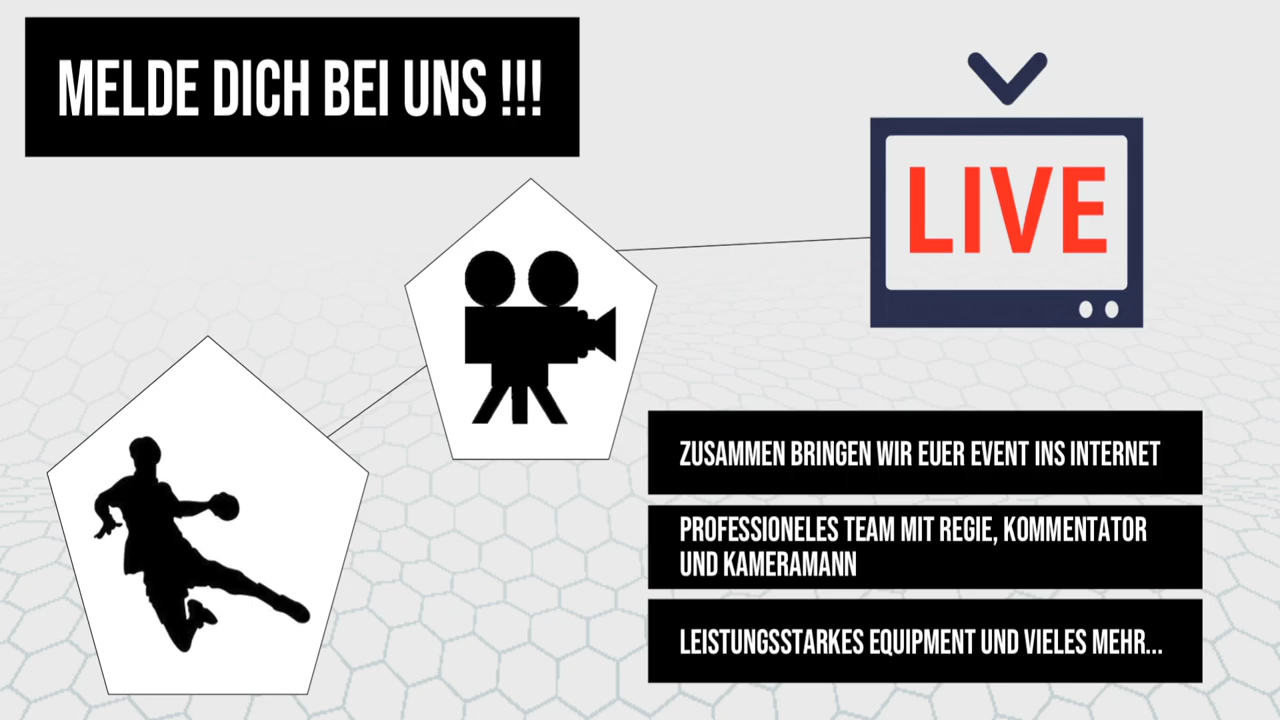 MELDE DICH BEI UNS !!!
LIVE
ZUSAMMEN BRINGEN WIR EUER EVENT INS INTERNET
PROFESSIONELES TEAM MIT REGIE, KOMMENTATOR
UND KAMERAMANN
LEISTUNGSSTARKES EQUIPMENT UND VIELES MEHR...